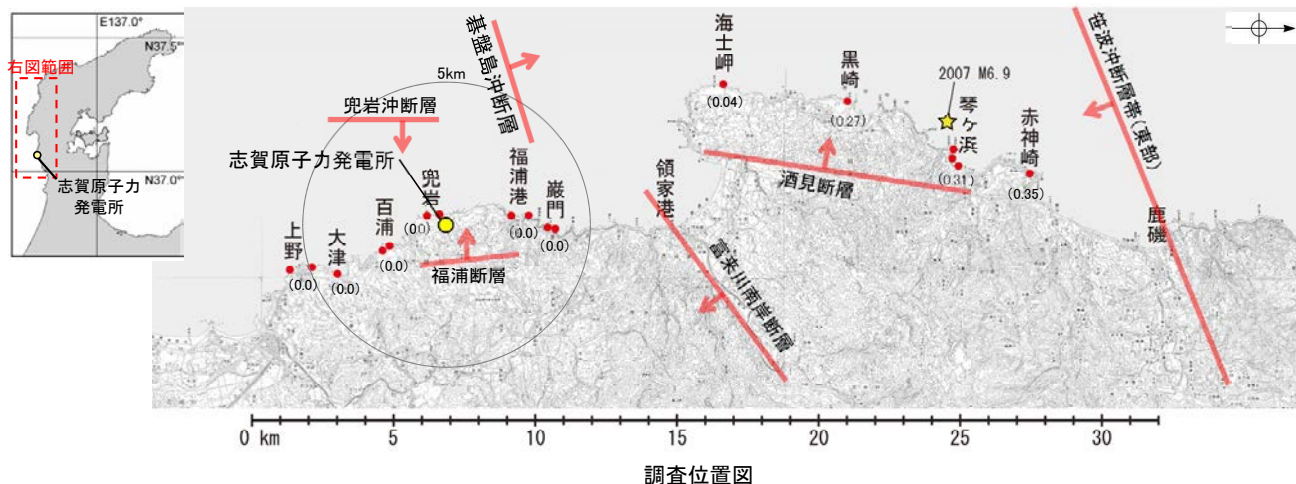 E137.0°
N37.5°
右図範囲
N37.0°
志賀原子力
発電所
5km
兜岩沖断層
基盤島沖断層
志賀原子力発電所
兜岩
(0.0)
福浦港
(0.0)
巌門
(0.0)
百浦
(0.0)
上野
(0.0)
大津
(0.0)
福浦断層
領家港
富来川南岸断層
海士岬
(0.04)
黒崎
(0.27)
2007 M6.9
琴ヶ浜
(0.31)
赤神崎
(0.35)
酒見断層
笹波沖断層帯(東部)
鹿磯
0 km
5
10
15
20
25
30
調査位置図